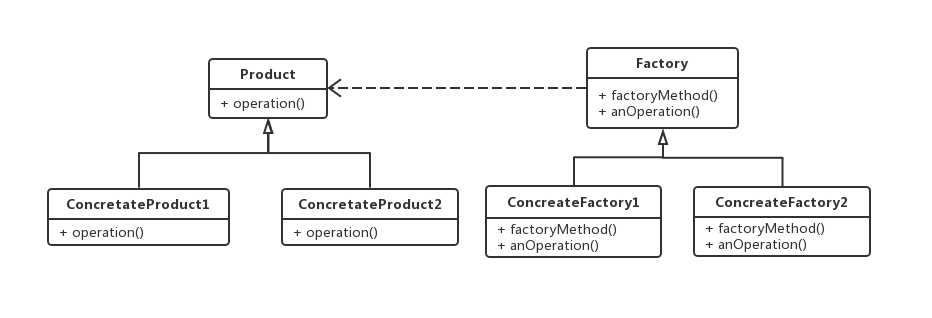 Product
+ operation()
Factory
+ factoryMethod()
+ anOperation()
ConcretateProduct1
+ operation()
ConcretateProduct2
+ operation()
ConcreateFactory1
+ factoryMethod()
+ anOperation()
ConcreateFactory2
+ factoryMethod()
+ anOperation()